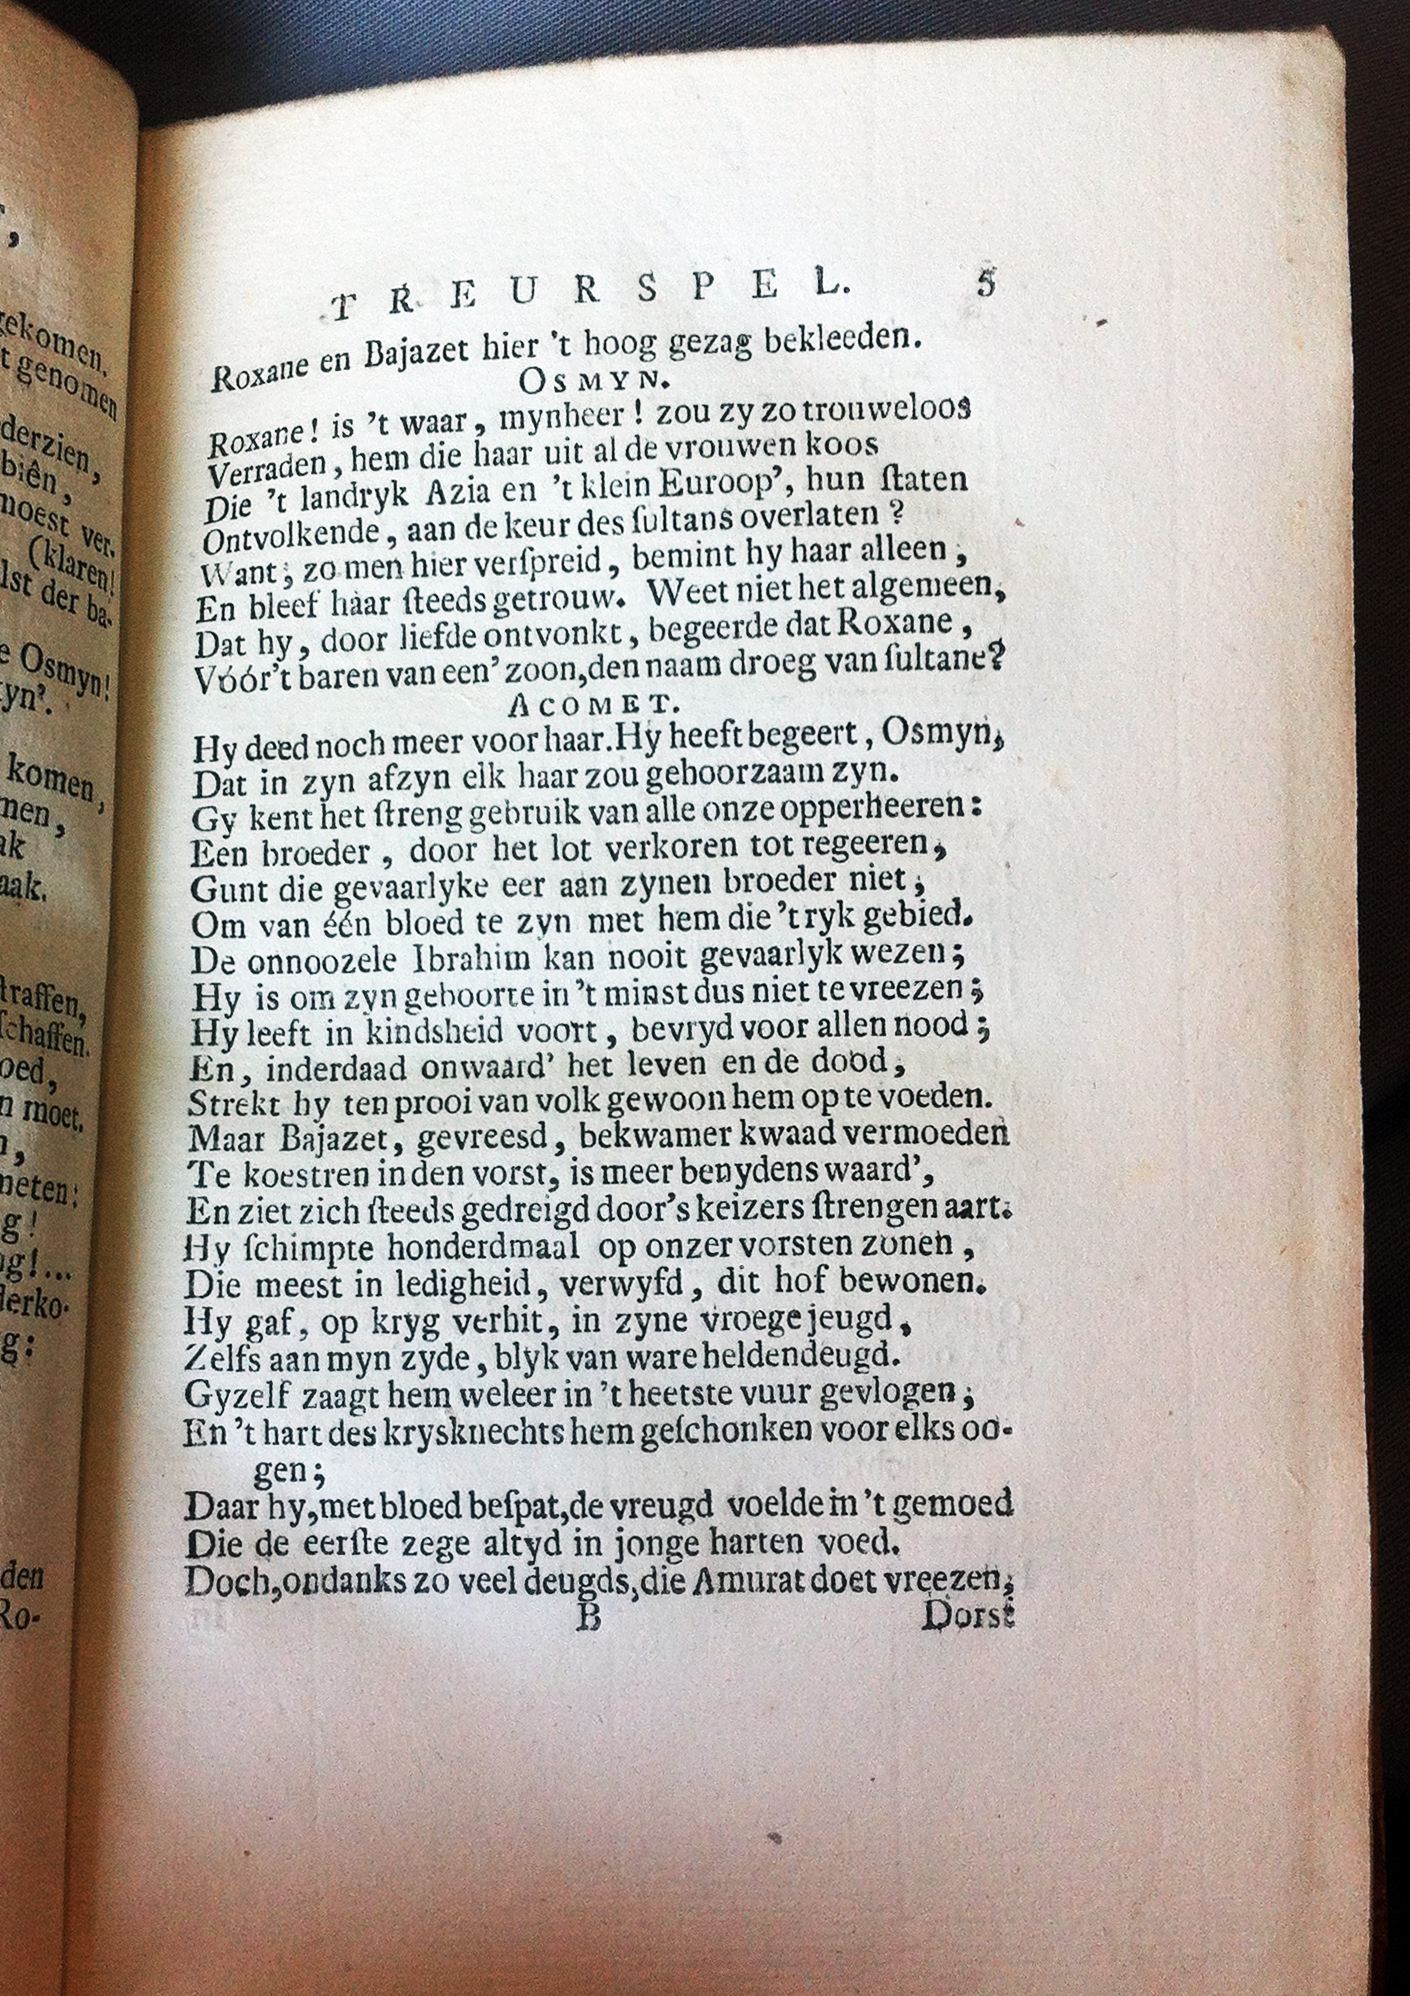 TREURSPEL. 5
Roxane en Bajazet hier 't hoog gezag bekleeden.
OSMYN.
Roxane! is 't waar, mynheer! zou zy zo trouweloos
Verraden, hem die haar uit al de vrouwen koos
Die 't landryk Azia en 't klein Euroop', hun ſtaten
Ontvolkende, aan de keur des ſultans overlaten?
Want, zo men hier verſpreid, bemint hy haar alleen,
En bleef haar ſteeds getrouw. Weet niet het algemeen,
Dat hy, door liefde ontvonkt, begeerde dat Roxane,
Vóór't baren van een' zoon, den naam droeg van ſultane?
ACOMET.
Hy deed noch meer voor haar. Hy heeft begeert, Osmyn,
Dat in zyn afzyn elk haar zou gehoorzaam zyn.
Gy kent het ſtreng gebruik van alle onze opperheeren:
Een broeder, door het lot verkoren tot regeeren,
Gunt die gevaarlyke eer aan zynen broeder niet,
Om van één bloed te zyn met hem die 't ryk gebied.
De onnoozele Ibrahim kan nooit gevaarlyk wezen;
Hy is om zyn geboorte in 't minst dus niet te vreezen;
Hy leeft in kindsheid voort, bevryd voor allen nood;
En, inderdaad onwaard' het leven en de dood,
Strekt hy ten prooi van volk gewoon hem op te voeden.
Maar Bajazet, gevreesd, bekwamer kwaad vermoeden
Te koestren in den vorst, is meer benydens waard',
En ziet zich ſteeds gedreigd door's keizers ſtrengen aart.
Hy ſchimpte honderdmaal op onzer vorsten zonen,
Die meest in ledigheid, verwyfd, dit hof bewonen.
Hy gaf, op kryg verhit, in zyne vroege jeugd,
Zelfs aan myn zyde, blyk van ware heldendeugd.
Gyzelf zaagt hem weleer in 't heetste vuur gevlogen,
En 't hart des krysknechts hem geſchonken voor elks oo-
gen;
Daar hy, met bloed beſpat, de vreugd voelde in 't gemoed
Die de eerſte zege altyd in jonge harten voed.
Doch, ondanks zo veel deugds, die Amurat doet vreezen,
B Dorst